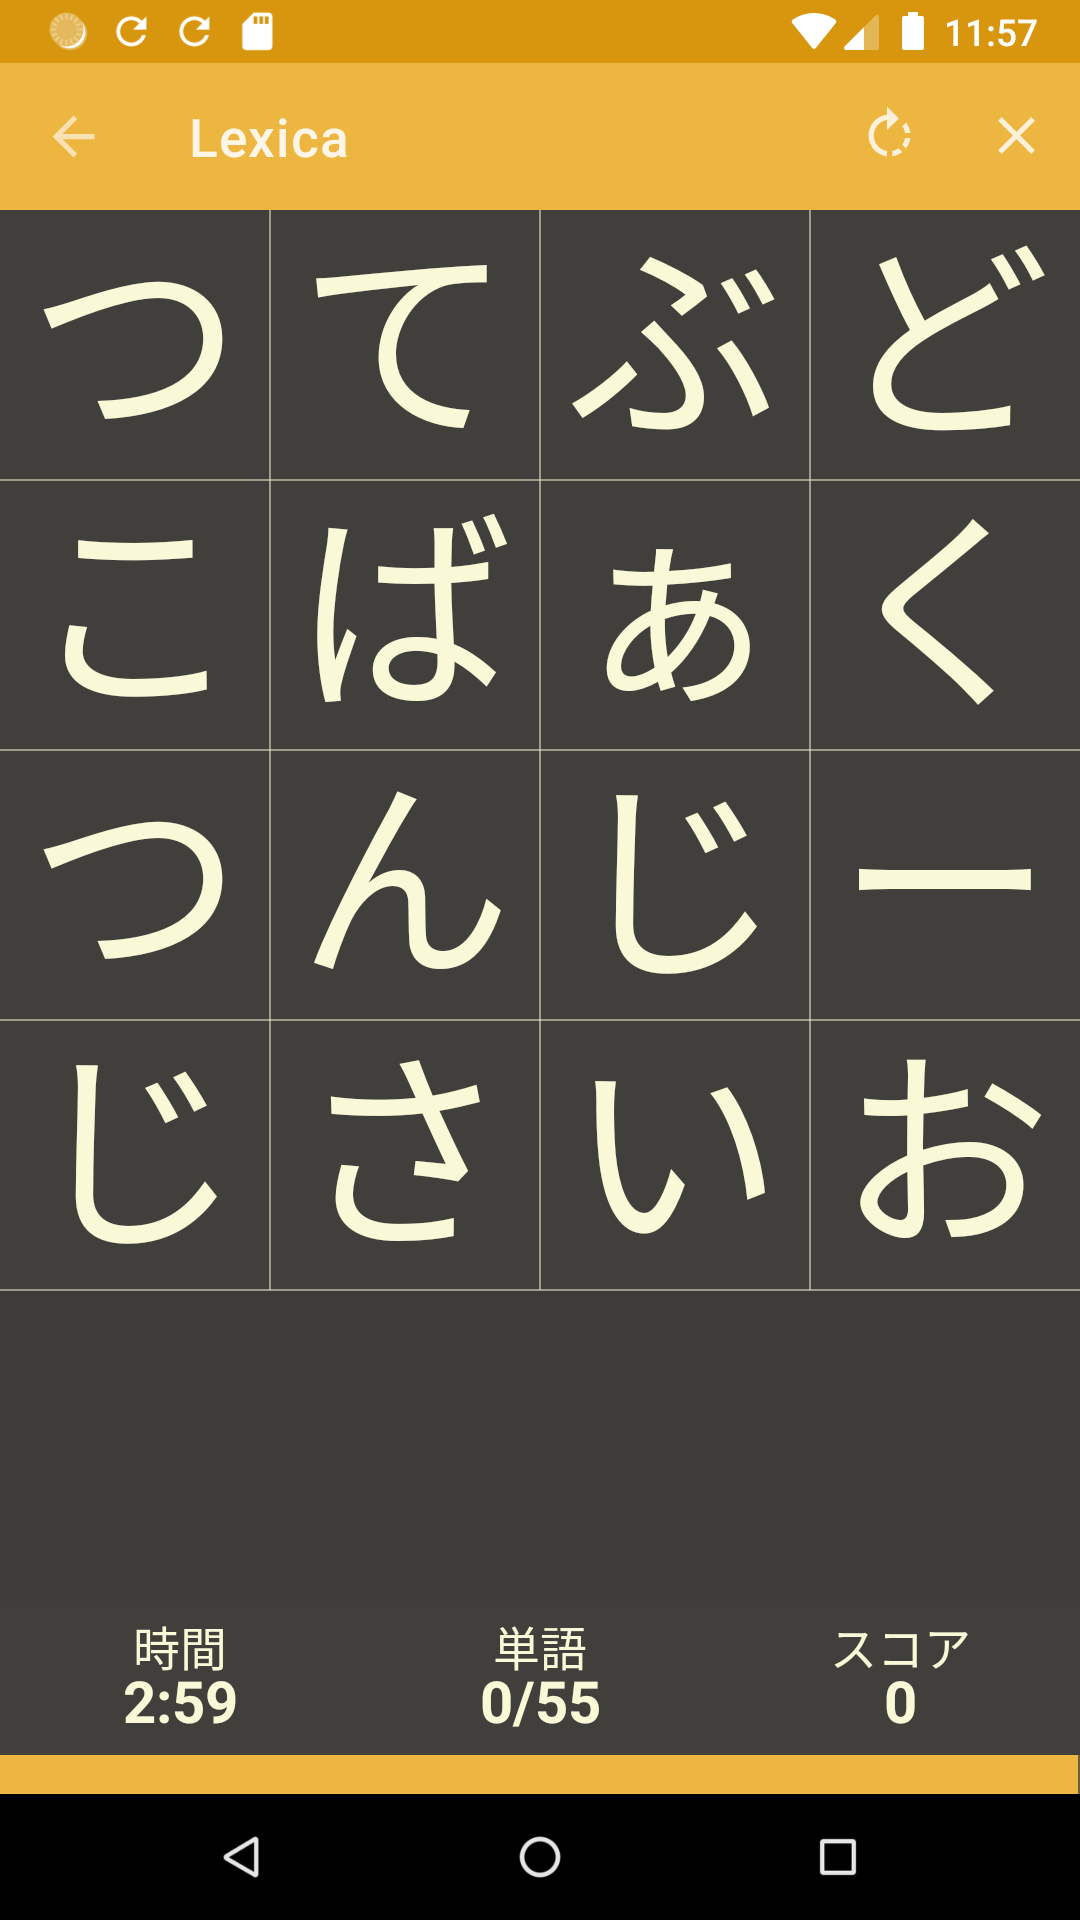 11:57
Lexica
つ て ぶ ど
こ ば ぁ く
つ ん じ ー
じ さ い お
時間 単語 スコア
2:59 0/55 0